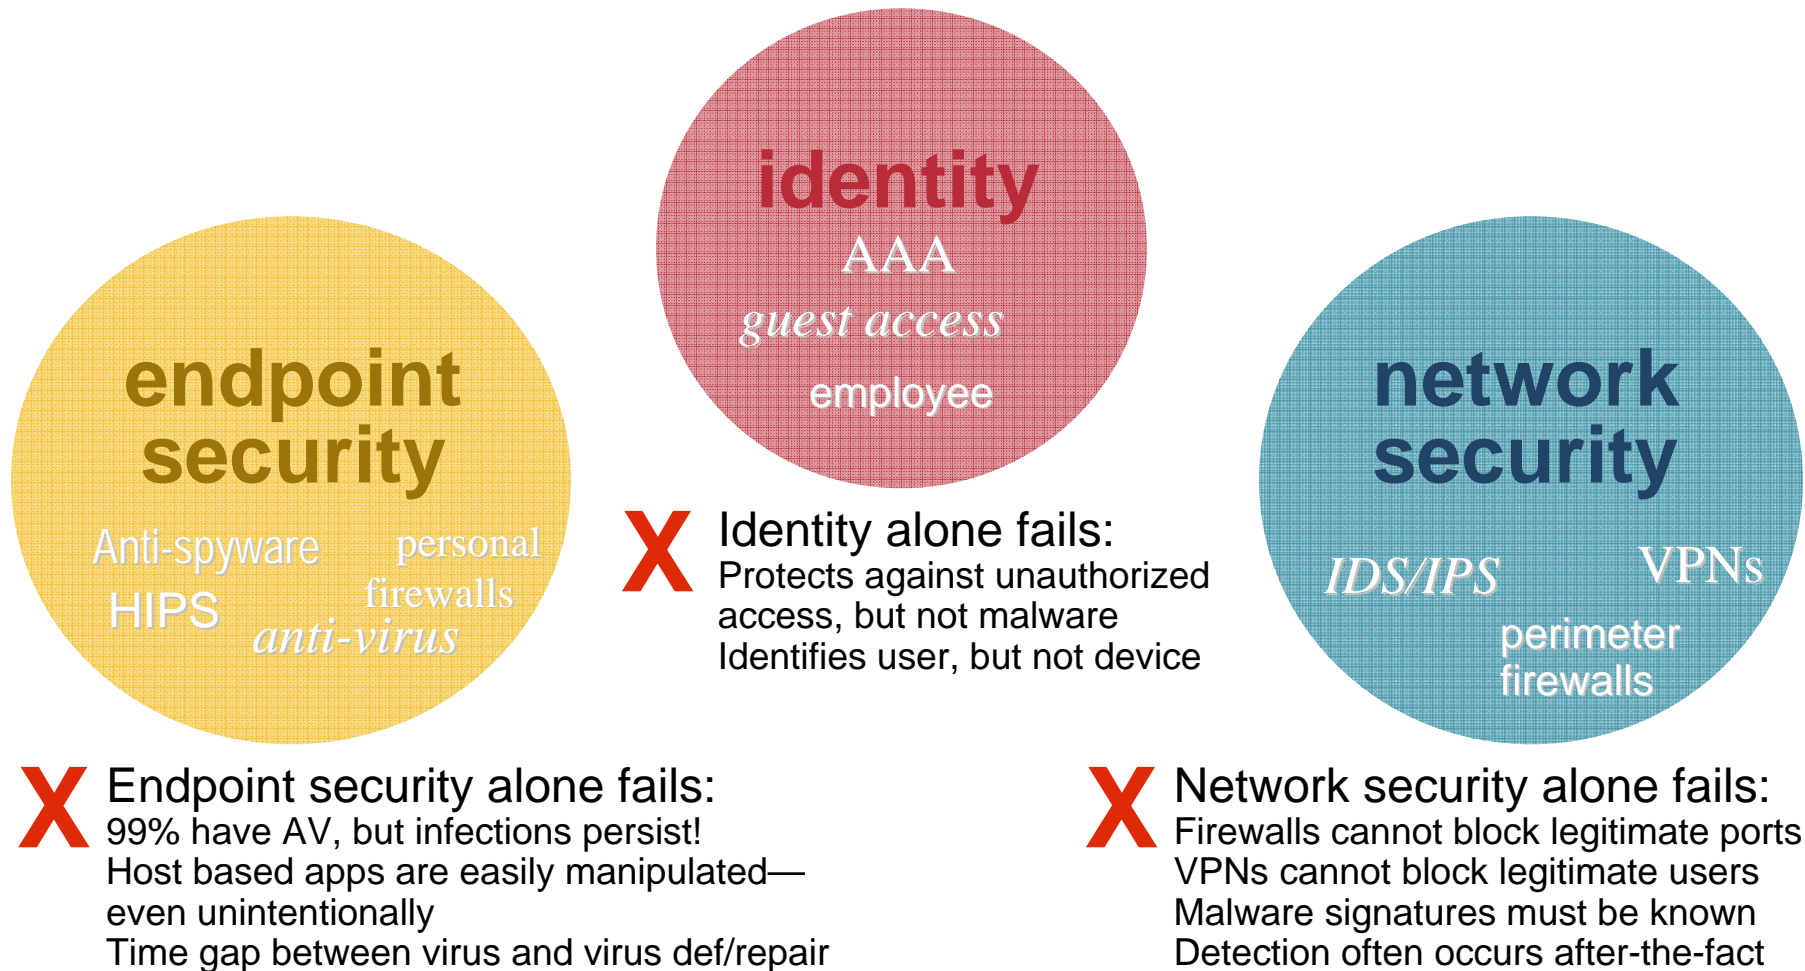 identity
AAA
guest access
employee
endpoint
security
Anti-spyware
personal
firewalls
HIPS
anti-virus
network
security
IDS/IPS
VPNs
perimeter
firewalls
X Identity alone fails:
Protects against unauthorized
access, but not malware
Identifies user, but not device
X Endpoint security alone fails:
99% have AV, but infections persist!
Host based apps are easily manipulated—
even unintentionally
Time gap between virus and virus def/repair
X Network security alone fails:
Firewalls cannot block legitimate ports
VPNs cannot block legitimate users
Malware signatures must be known
Detection often occurs after-the-fact